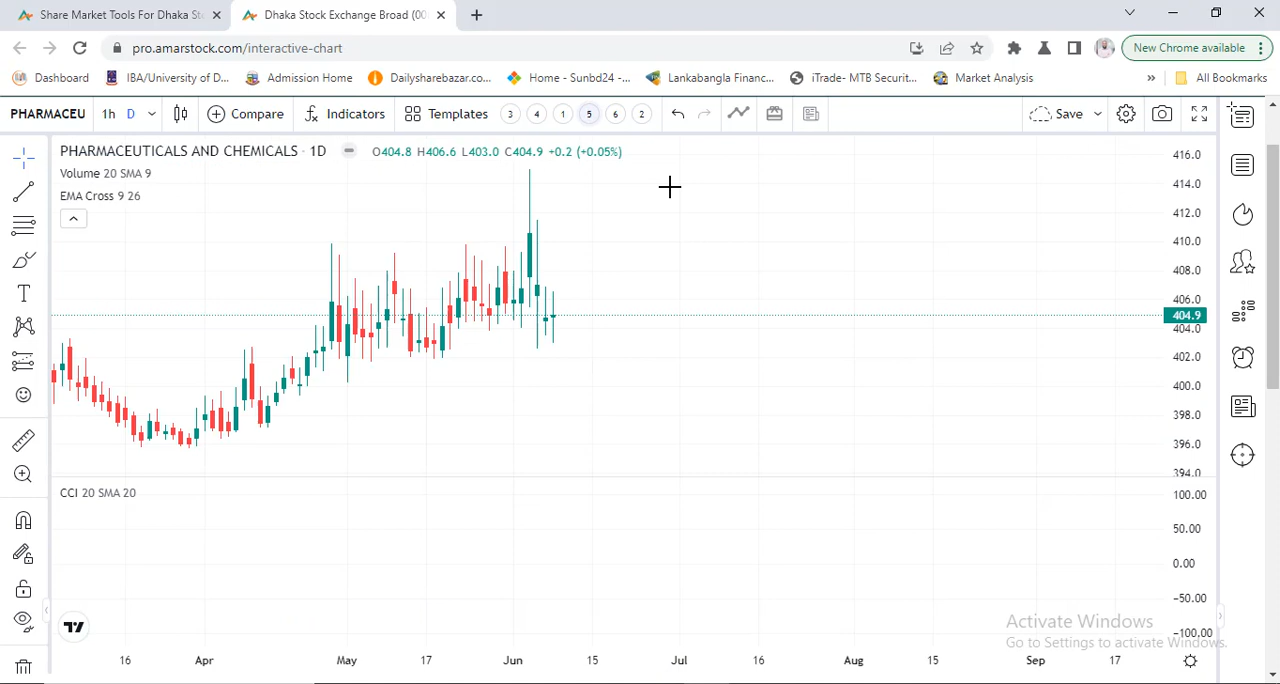 Share Market Tools For Dhaka St
Dhaka Stock Exchange Broad (00
pro.amarstock.com/interactive-chart
New Chrome available
Dashboard
IBA/University of D...
Admission Home
Dailysharebazar.co...
Home - Sunbd24 -...
Lankabangla Financ...
iTrade- MTB Securit...
Market Analysis
»
All Bookmarks
PHARMACEU
1h
D
Compare
Indicators
Templates
3
4
1
5
6
2
Save
PHARMACEUTICALS AND CHEMICALS · 1D
O404.8 H406.6 L403.0 C404.9 +0.2 (+0.05%)
Volume 20 SMA 9
EMA Cross 9 26
416.0
414.0
412.0
410.0
408.0
406.0
404.9
404.0
402.0
400.0
398.0
396.0
394.0
CCI 20 SMA 20
100.00
50.00
0.00
-50.00
-100.00
Activate Windows
Go to Settings to activate Windows.
16
Apr
May
17
Jun
15
Jul
16
Aug
15
Sep
17